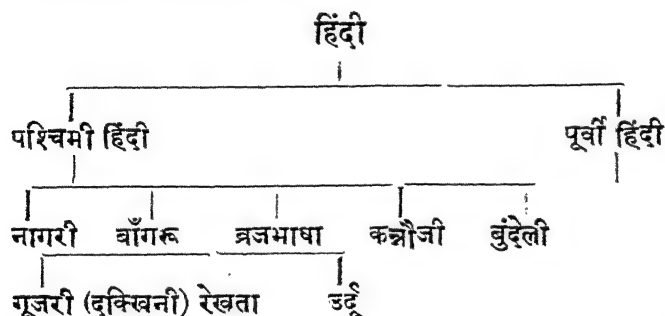 हिंदी
पश्चिमी हिंदी पूर्वी हिंदी
नागरी बाँगरू व्रजभाषा कन्नौजी बुंदेली
गूजरी (दक्खिनी) रेखता उर्दू